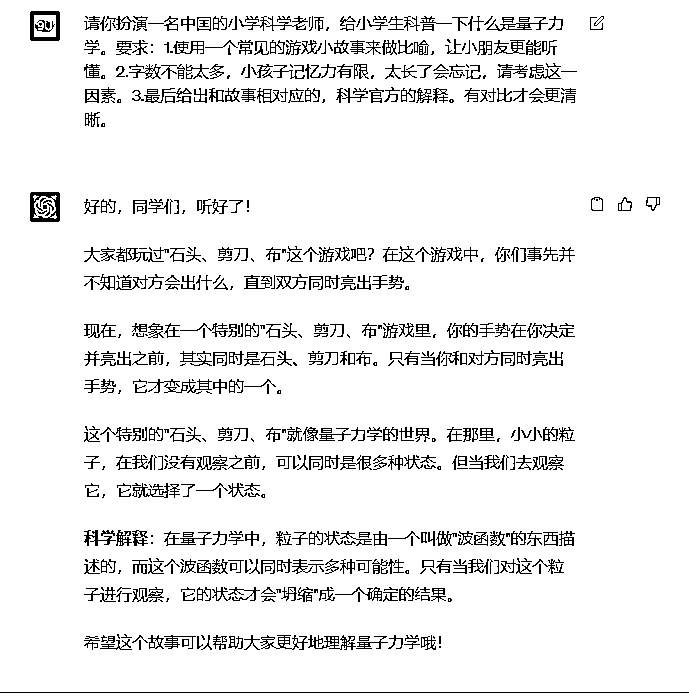 请你扮演一名中国的小学科学老师，给小学生科普一下什么是量子力
学。要求：1.使用一个常见的游戏小故事来做比喻，让小朋友更能听
懂。2.字数不能太多，小孩子记忆力有限，太长了会忘记，请考虑这一
因素。3.最后给出和故事相对应的，科学官方的解释。有对比才会更清
晰。
好的，同学们，听好了！
大家都玩过"石头、剪刀、布"这个游戏吧？在这个游戏中，你们事先并
不知道对方会出什么，直到双方同时亮出手势。
现在，想象在一个特别的"石头、剪刀、布"游戏里，你的手势在你决定
并亮出之前，其实同时是石头、剪刀和布。只有当你和对方同时亮出
手势，它才变成其中的一个。
这个特别的"石头、剪刀、布"就像量子力学的世界。在那里，小小的粒
子，在我们没有观察之前，可以同时是很多种状态。但当我们去观察
它，它就选择了一个状态。
科学解释：在量子力学中，粒子的状态是由一个叫做"波函数"的东西描
述的，而这个波函数可以同时表示多种可能性。只有当我们对这个粒
子进行观察，它的状态才会"坍缩"成一个确定的结果。
希望这个故事可以帮助大家更好地理解量子力学哦！